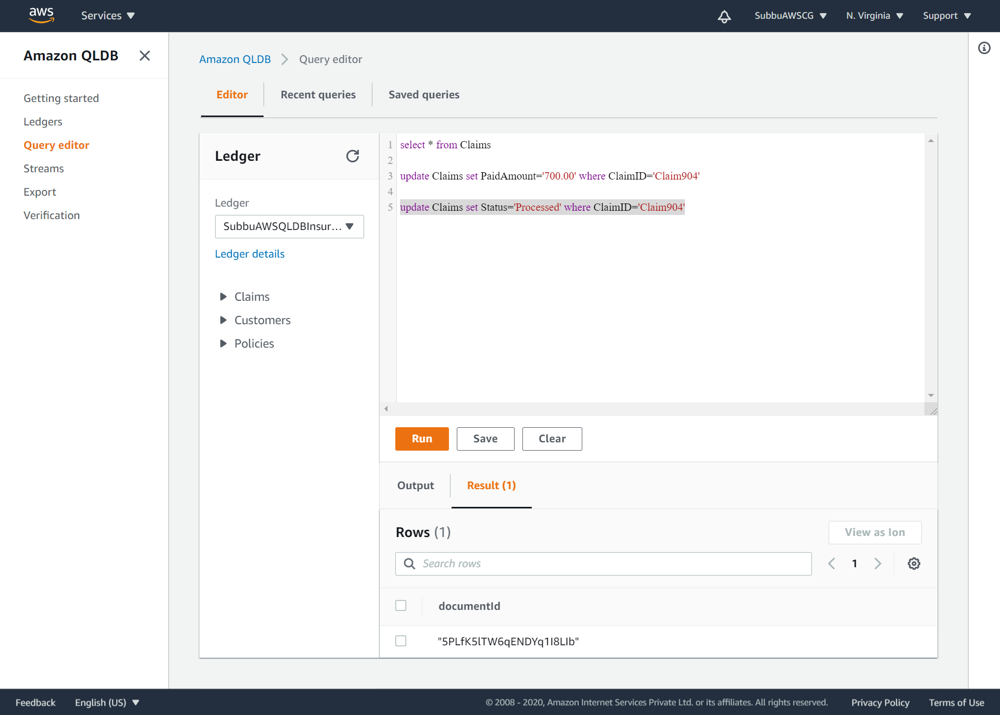 aws Services SubbuAWSCG N. Virginia Support
Amazon QLDB
Getting started
Ledgers
Query editor
Streams
Export
Verification
Amazon QLDB Query editor
Editor Recent queries Saved queries
Ledger
Ledger
SubbuAWSQLDBInsur...
Ledger details
Claims
Customers
Policies
1 select * from Claims
2
3 update Claims set PaidAmount='700.00' where ClaimID='Claim904'
4
5 update Claims set Status='Processed' where ClaimID='Claim904'
Run Save Clear
Output Result (1)
Rows (1) View as Ion
Search rows 1
documentId
"5PLfK5lTW6qENDYq1I8LIb"
Feedback English (US) © 2008 - 2020, Amazon Internet Services Private Ltd. or its affiliates. All rights reserved. Privacy Policy Terms of Use